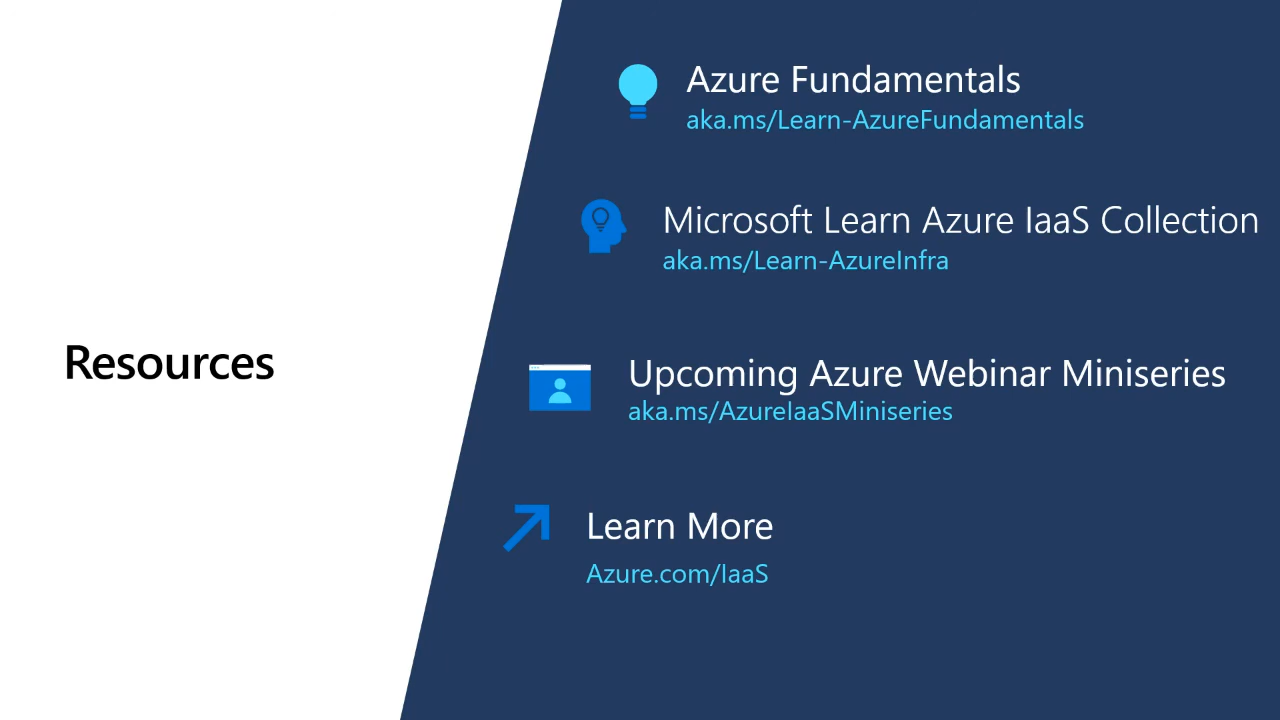 Resources
Azure Fundamentals
aka.ms/Learn-AzureFundamentals
Microsoft Learn Azure IaaS Collection
aka.ms/Learn-AzureInfra
Upcoming Azure Webinar Miniseries
aka.ms/AzureIaaSMiniseries
Learn More
Azure.com/IaaS